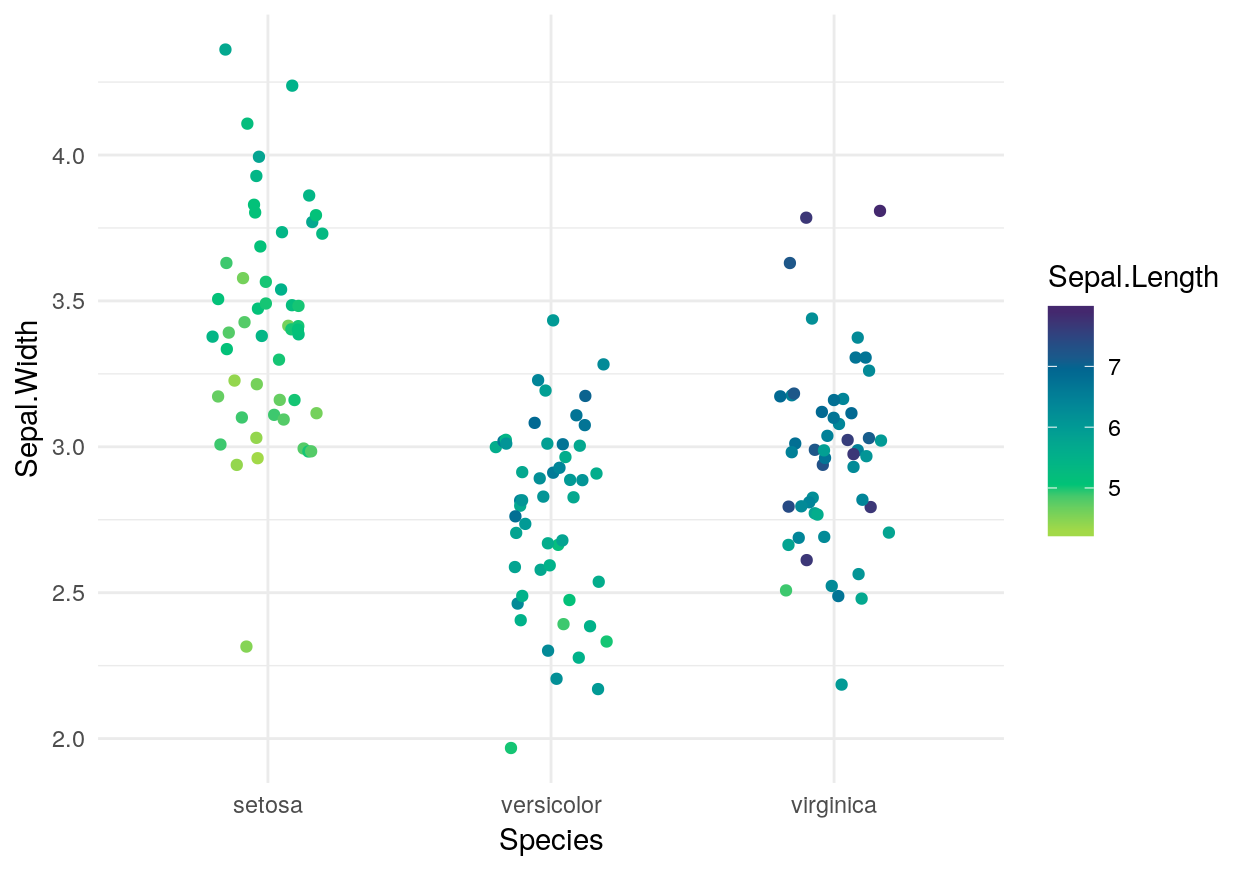 4.0
3.5
3.0
2.5
2.0
Sepal.Width
setosa
versicolor
virginica
Species
Sepal.Length
7
6
5